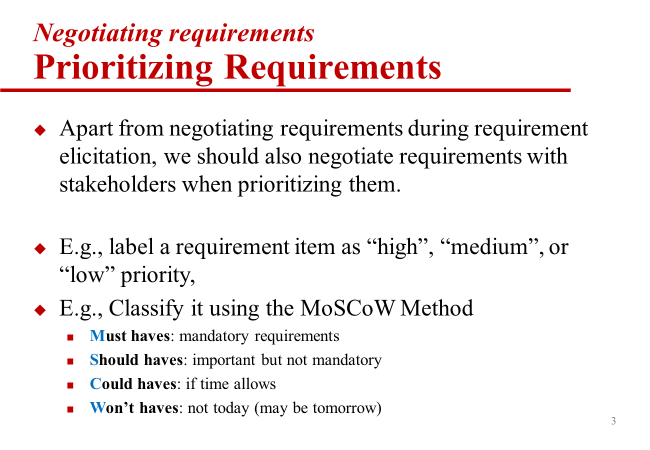 Negotiating requirements
Prioritizing Requirements
Apart from negotiating requirements during requirement
elicitation, we should also negotiate requirements with
stakeholders when prioritizing them.
E.g., label a requirement item as “high”, “medium”, or
“low” priority,
E.g., Classify it using the MoSCoW Method
Must haves: mandatory requirements
Should haves: important but not mandatory
Could haves: if time allows
Won’t haves: not today (may be tomorrow)
3